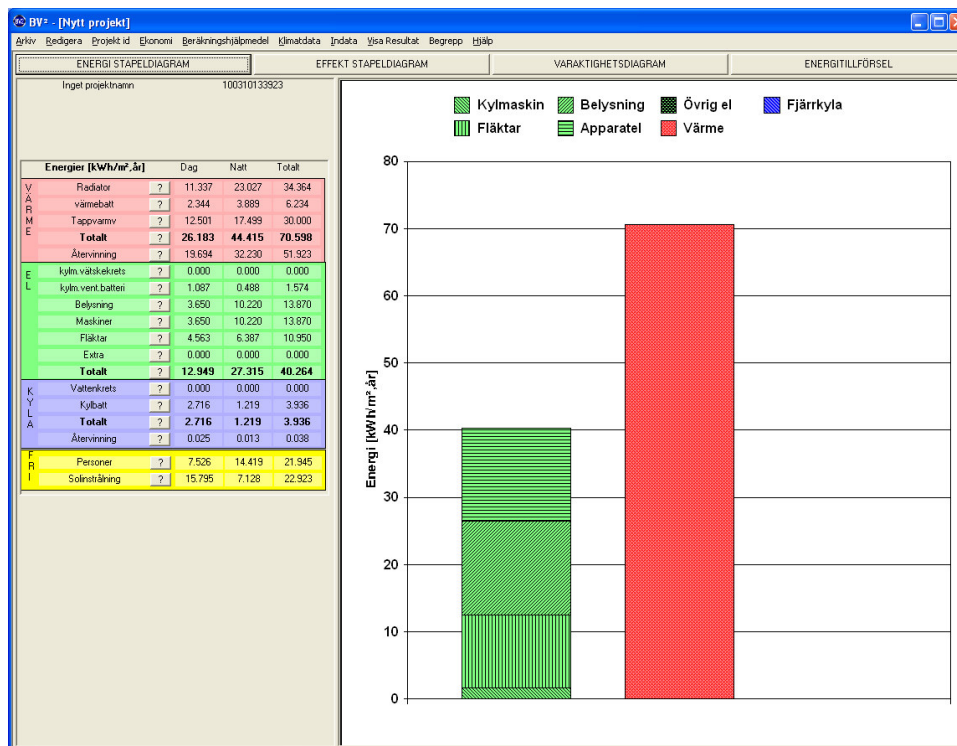 BV² - [Nytt projekt]
Arkiv Redigera Projekt id Ekonomi Beräkningshjälpmedel Klimatdata Indata Visa Resultat Begrepp Hjälp
ENERGI STAPELDIAGRAM EFFEKT STAPELDIAGRAM VARAKTIGHETSDIAGRAM ENERGITILLFÖRSEL
Inget projektnamn 100310133923
Energier [kWh/m²,år] Dag Natt Totalt
VÄRME
Radiator ? 11.337 23.027 34.364
värmebatt ? 2.344 3.889 6.234
Tappvarmv ? 12.501 17.499 30.000
Totalt ? 26.183 44.415 70.598
Återvinning ? 19.694 32.230 51.923
EL
kylm.vätskekrets ? 0.000 0.000 0.000
kylm.vent.batteri ? 1.087 0.488 1.574
Belysning ? 3.650 10.220 13.870
Maskiner ? 3.650 10.220 13.870
Fläktar ? 4.563 6.387 10.950
Extra ? 0.000 0.000 0.000
Totalt ? 12.949 27.315 40.264
KYLA
Vattenkrets ? 0.000 0.000 0.000
Kylbatt ? 2.716 1.219 3.936
Totalt ? 2.716 1.219 3.936
Återvinning ? 0.025 0.013 0.038
FRI
Personer ? 7.526 14.419 21.945
Solinstrålning ? 15.795 7.128 22.923
Kylmaskin Belysning Övrig el Fjärrkyla
Fläktar Apparatel Värme
Energi [kWh/m²,år]
80
70
60
50
40
30
20
10
0